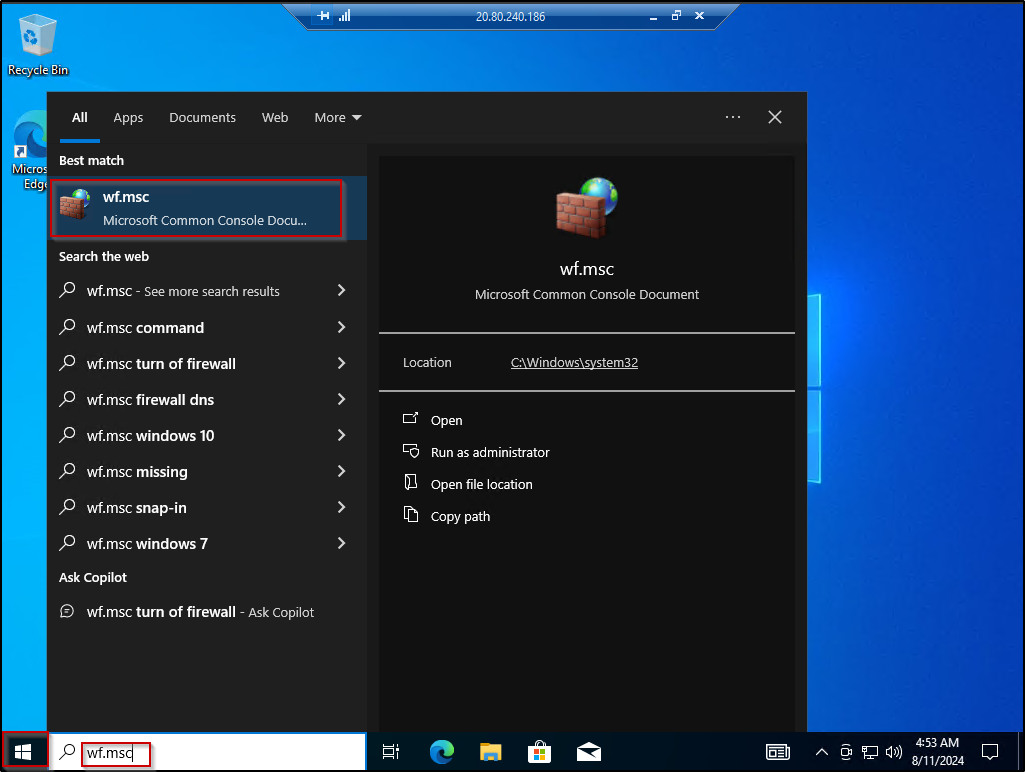 20.80.240.186
Recycle Bin
Micros
Edge
All Apps Documents Web More
Best match
wf.msc
Microsoft Common Console Docu...
Search the web
wf.msc - See more search results
wf.msc command
wf.msc turn of firewall
wf.msc firewall dns
wf.msc windows 10
wf.msc missing
wf.msc snap-in
wf.msc windows 7
Ask Copilot
wf.msc turn of firewall - Ask Copilot
wf.msc
Microsoft Common Console Document
Location C:\Windows\system32
Open
Run as administrator
Open file location
Copy path
wf.msc
4:53 AM
8/11/2024